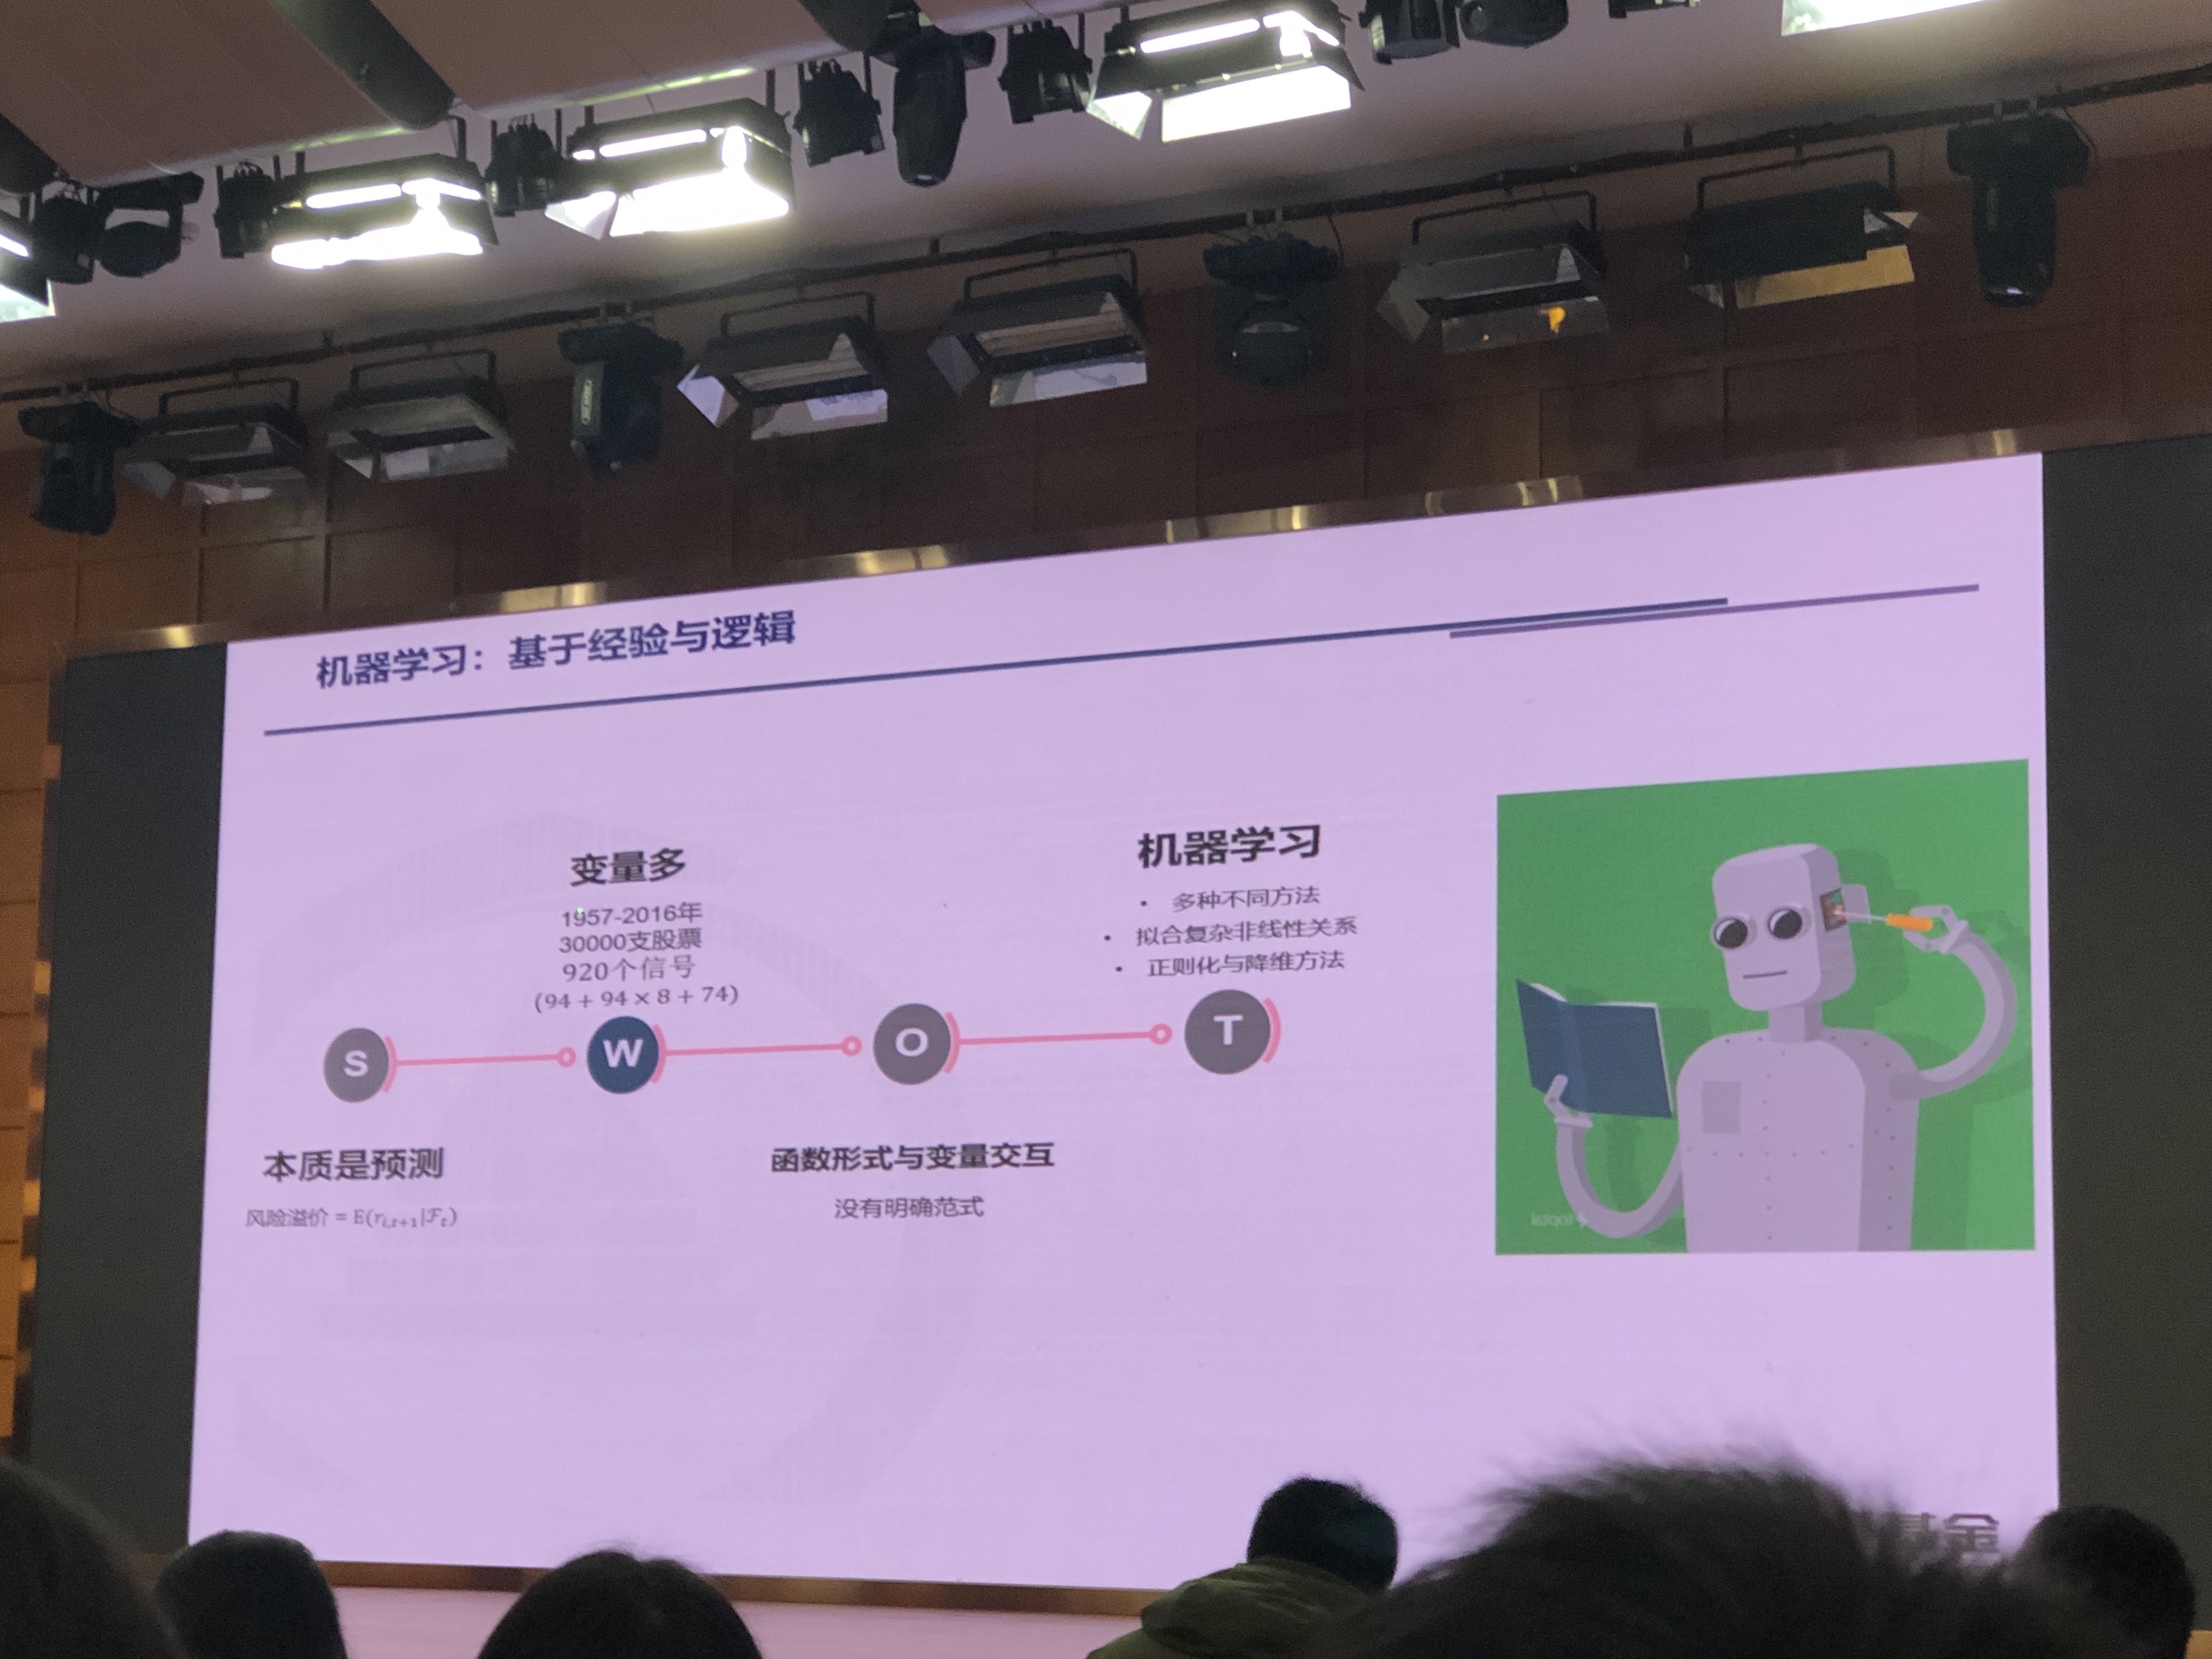 机器学习：基于经验与逻辑
变量多
1957-2016年
30000支股票
920个信号
(94 + 94 × 8 + 74)
机器学习
• 多种不同方法
• 拟合复杂非线性关系
• 正则化与降维方法
S
W
O
T
本质是预测
风险溢价 = E(r_{i,t+1}|ℱ_t)
函数形式与变量交互
没有明确范式
基金